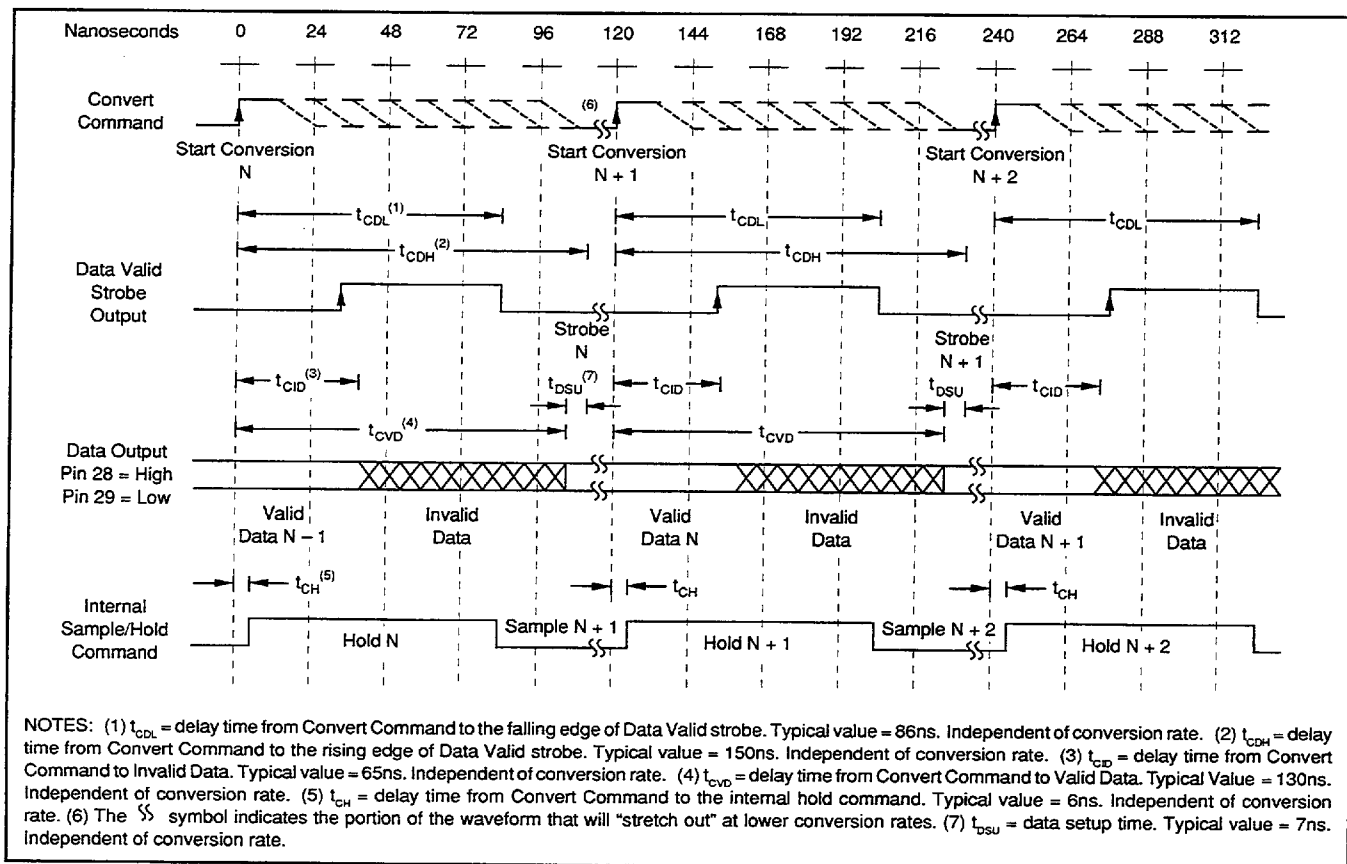 Nanoseconds 0 24 48 72 96 120 144 168 192 216 240 264 288 312
Convert
Command
(6)
Start Conversion
N
Start Conversion
N + 1
Start Conversion
N + 2
tCDL(1) tCDL tCDL
tCDH(2) tCDH
Data Valid
Strobe
Output
Strobe
N
Strobe
N + 1
tCID(3) tDSU(7) tCID tDSU tCID
tCVD(4) tCVD
Data Output
Pin 28 = High
Pin 29 = Low
Valid
Data N – 1
Invalid
Data
Valid
Data N
Invalid
Data
Valid
Data N + 1
Invalid
Data
tCH(5) tCH tCH
Internal
Sample/Hold
Command
Hold N Sample N + 1 Hold N + 1 Sample N + 2 Hold N + 2
NOTES: (1) tCDL = delay time from Convert Command to the falling edge of Data Valid strobe. Typical value = 86ns. Independent of conversion rate. (2) tCDH = delay
time from Convert Command to the rising edge of Data Valid strobe. Typical value = 150ns. Independent of conversion rate. (3) tCID = delay time from Convert
Command to Invalid Data. Typical value = 65ns. Independent of conversion rate. (4) tCVD = delay time from Convert Command to Valid Data. Typical Value = 130ns.
Independent of conversion rate. (5) tCH = delay time from Convert Command to the internal hold command. Typical value = 6ns. Independent of conversion
rate. (6) The symbol indicates the portion of the waveform that will “stretch out” at lower conversion rates. (7) tDSU = data setup time. Typical value = 7ns.
Independent of conversion rate.